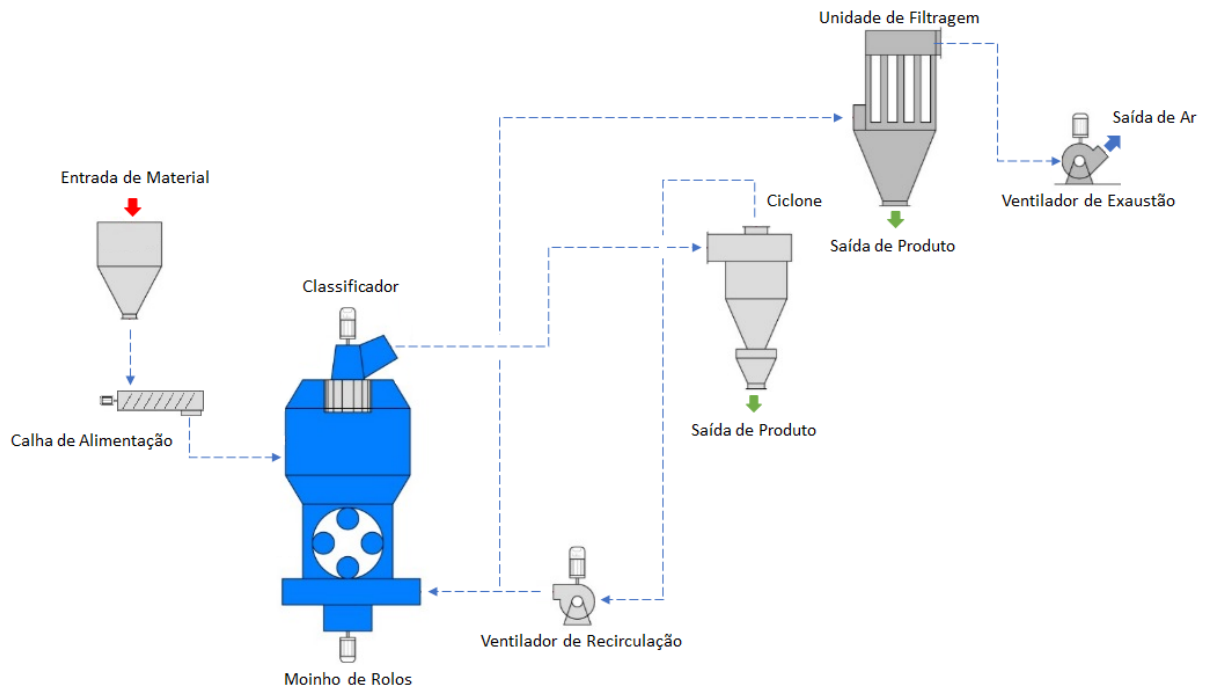 Unidade de Filtragem
Saída de Ar
Entrada de Material
Ciclone
Ventilador de Exaustão
Saída de Produto
Classificador
Saída de Produto
Calha de Alimentação
Ventilador de Recirculação
Moinho de Rolos